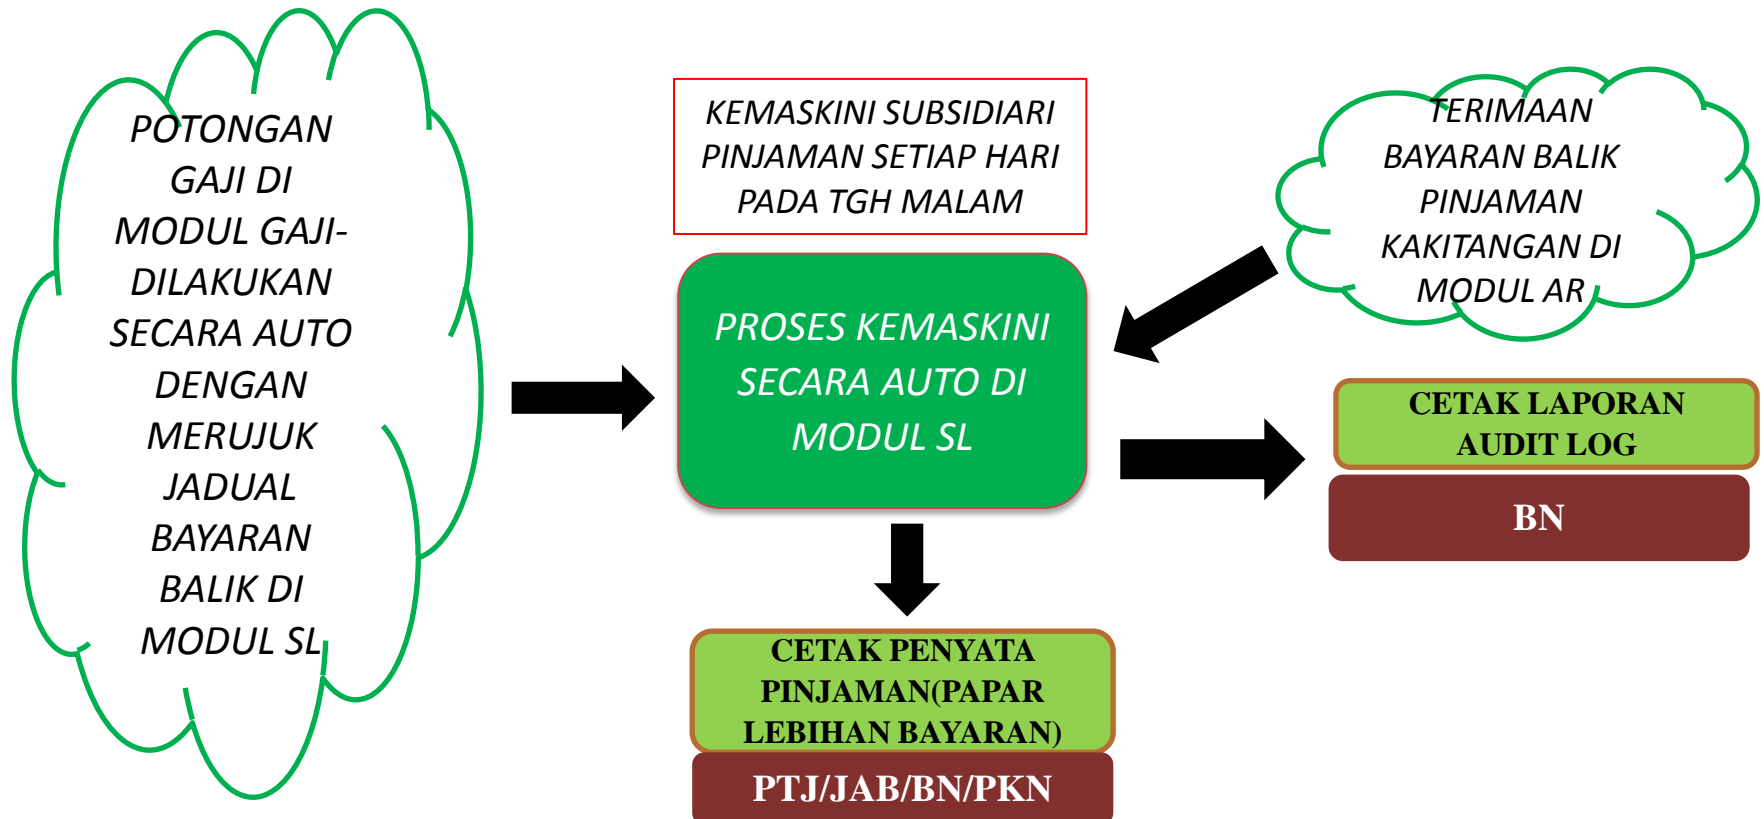 POTONGAN
GAJI DI
MODUL GAJI-
DILAKUKAN
SECARA AUTO
DENGAN
MERUJUK
JADUAL
BAYARAN
BALIK DI
MODUL SL
KEMASKINI SUBSIDIARI
PINJAMAN SETIAP HARI
PADA TGH MALAM
PROSES KEMASKINI
SECARA AUTO DI
MODUL SL
CETAK PENYATA
PINJAMAN(PAPAR
LEBIHAN BAYARAN)
PTJ/JAB/BN/PKN
TERIMAAN
BAYARAN BALIK
PINJAMAN
KAKITANGAN DI
MODUL AR
CETAK LAPORAN
AUDIT LOG
BN